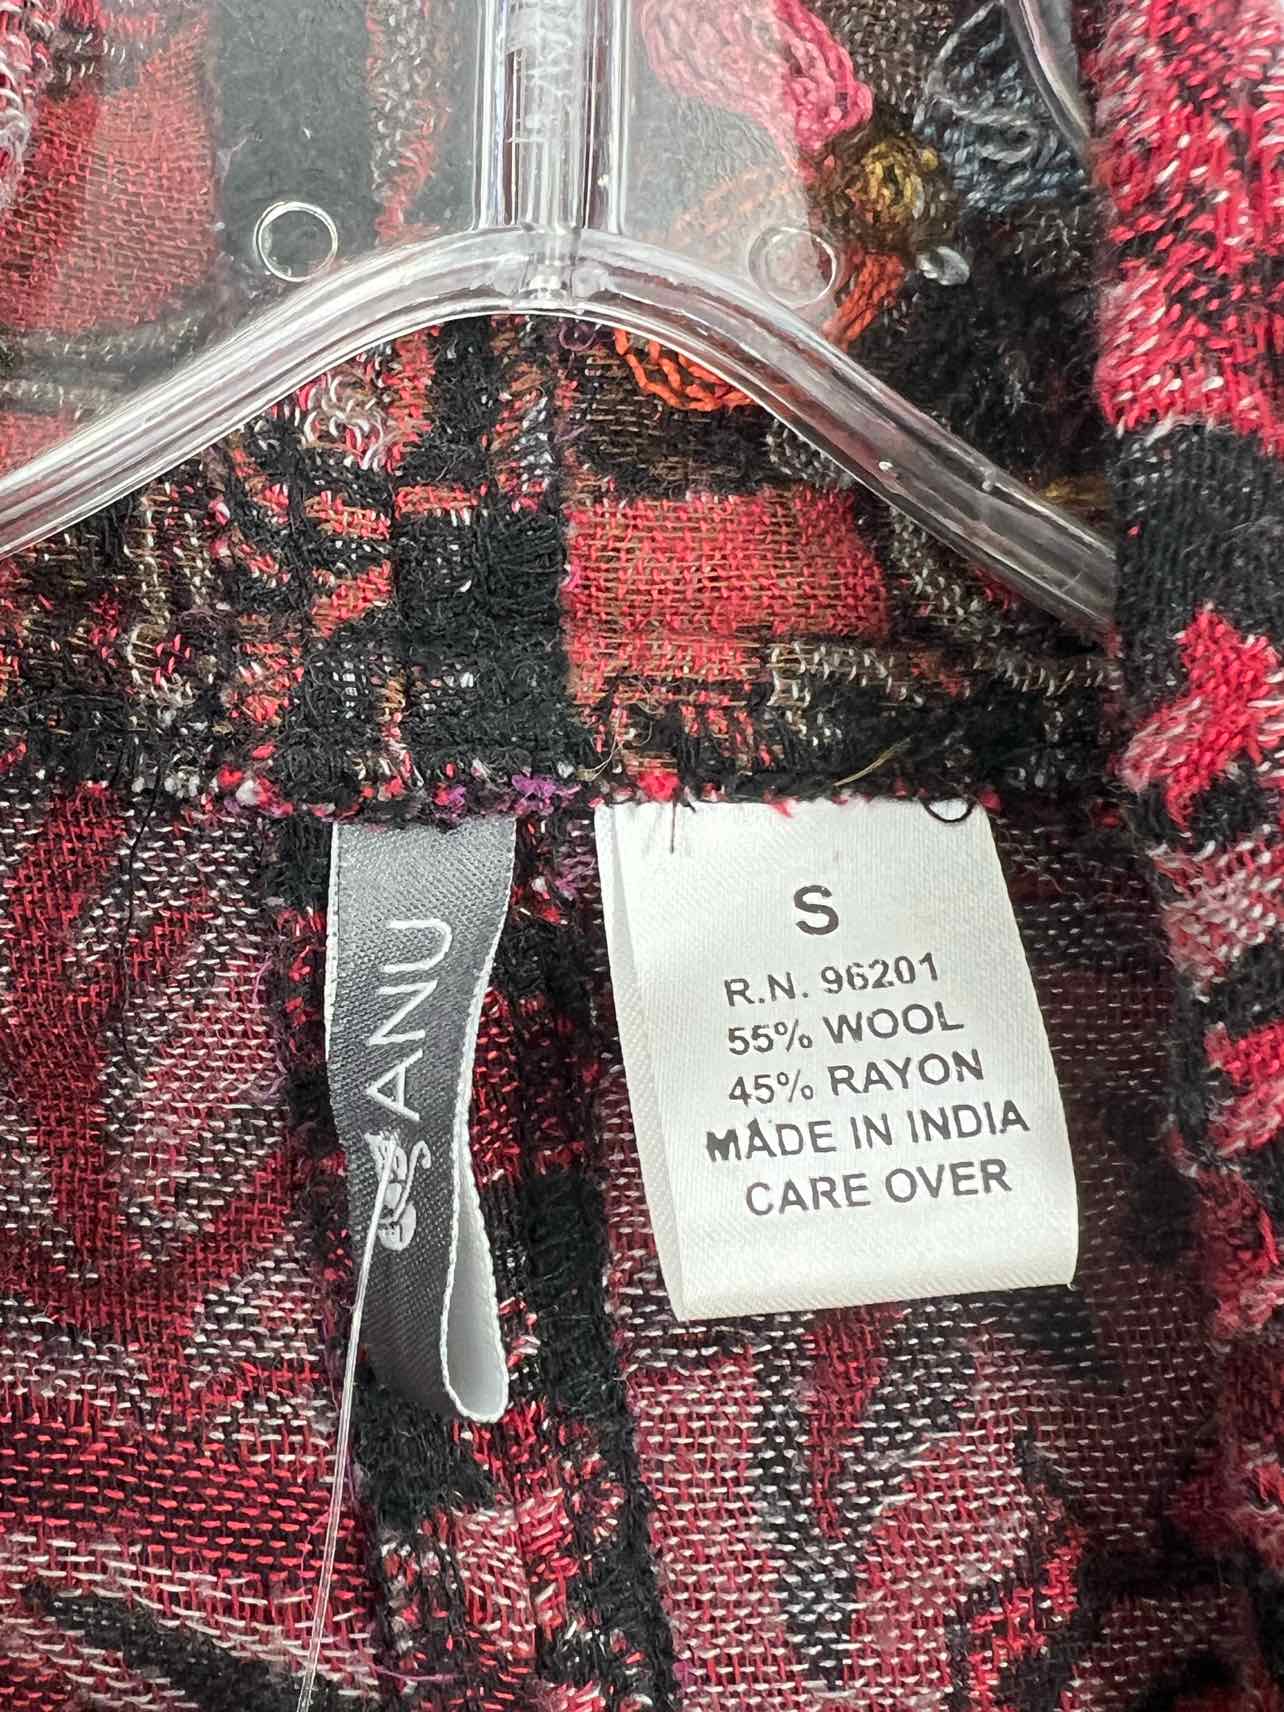 ANU
S
R.N. 96201
55% WOOL
45% RAYON
MADE IN INDIA
CARE OVER